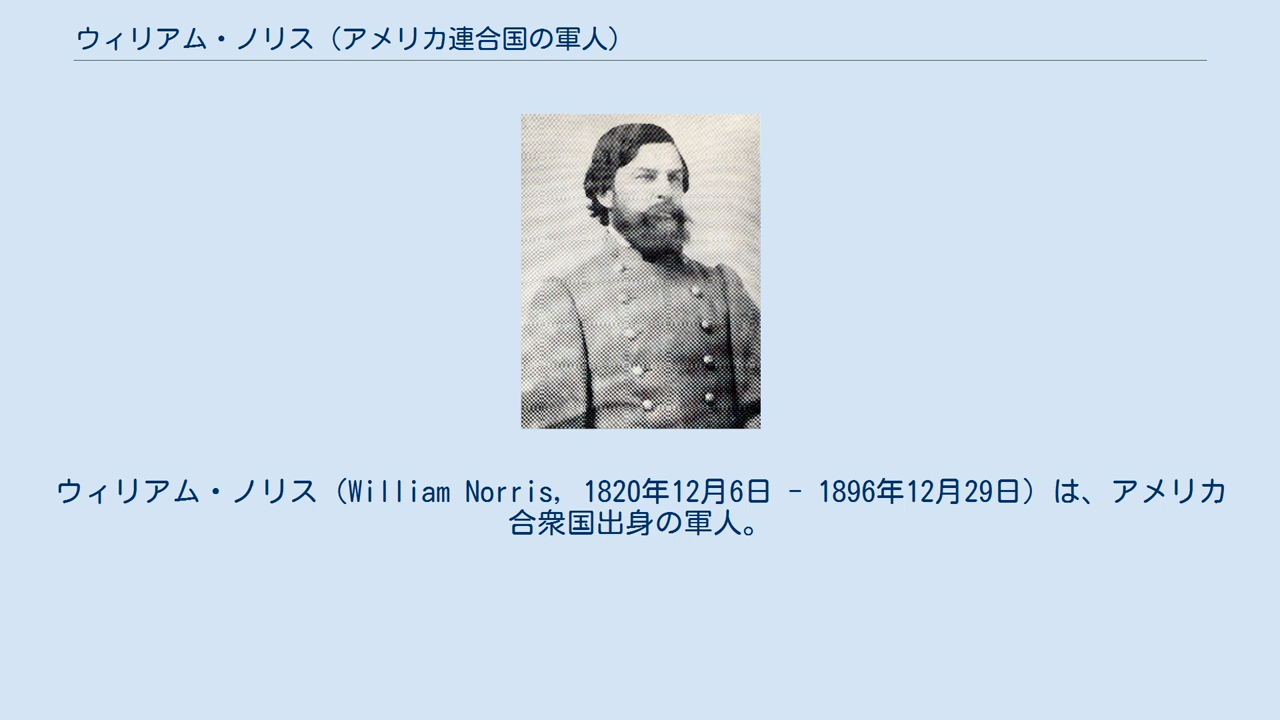 ウィリアム・ノリス（アメリカ連合国の軍人）
ウィリアム・ノリス（William Norris, 1820年12月6日 - 1896年12月29日）は、アメリカ
合衆国出身の軍人。